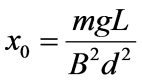 x₀ = mgL / B²d²